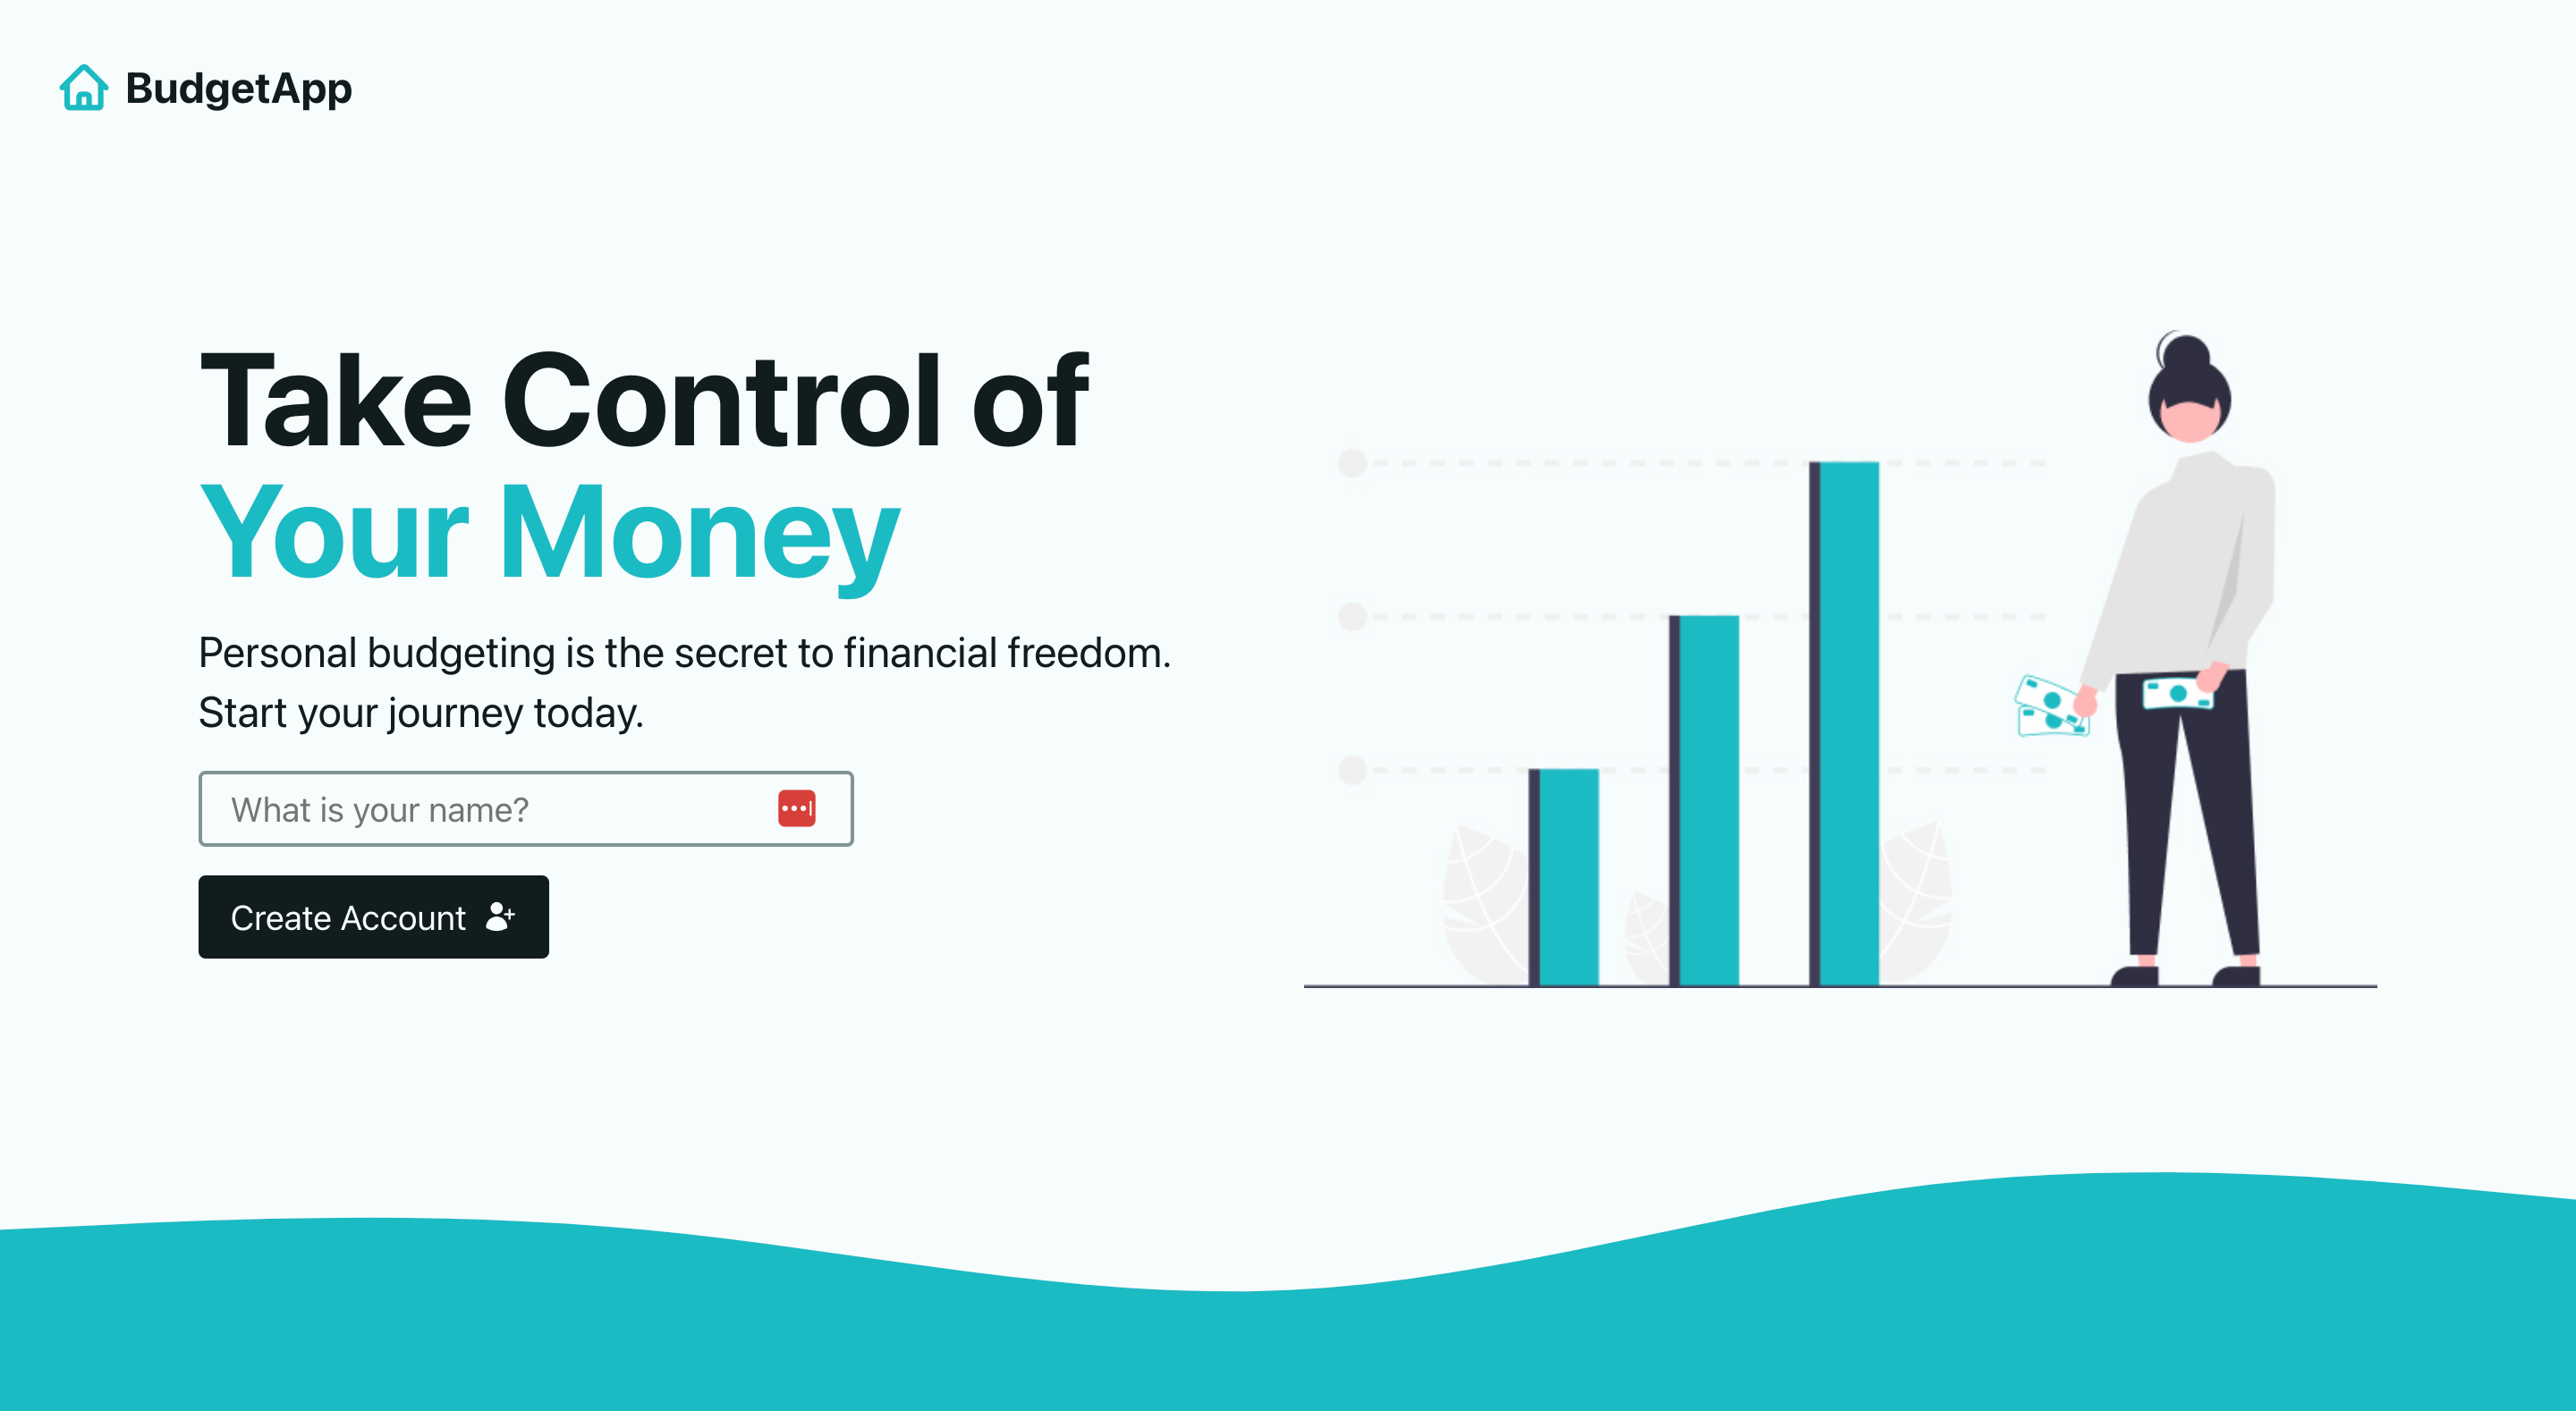 BudgetApp
Take Control of
Your Money
Personal budgeting is the secret to financial freedom.
Start your journey today.
What is your name?
Create Account